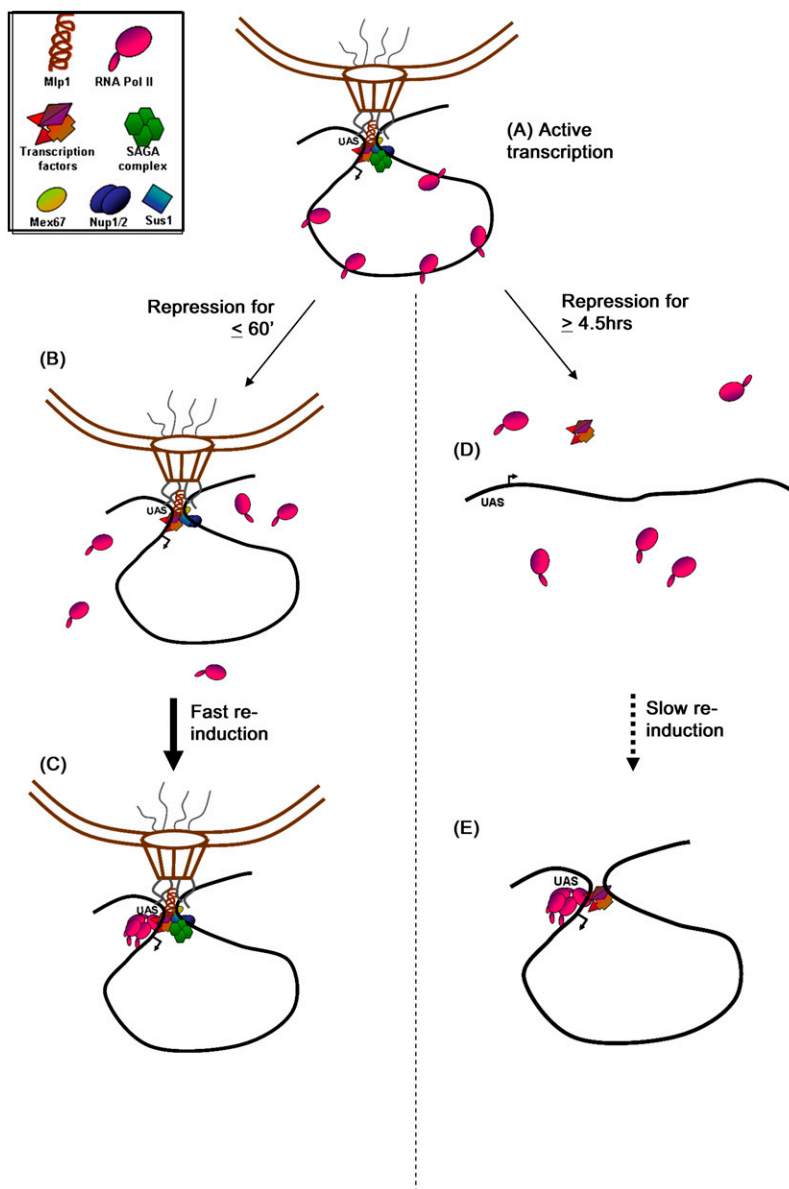 Mlp1
RNA Pol II
Transcription
factors
SAGA
complex
Mex67
Nup1/2
Sus1
UAS
(A) Active
transcription
Repression for
≤ 60'
Repression for
≥ 4.5hrs
(B)
UAS
(D)
UAS
Fast re-
induction
Slow re-
induction
(C)
UAS
(E)
UAS